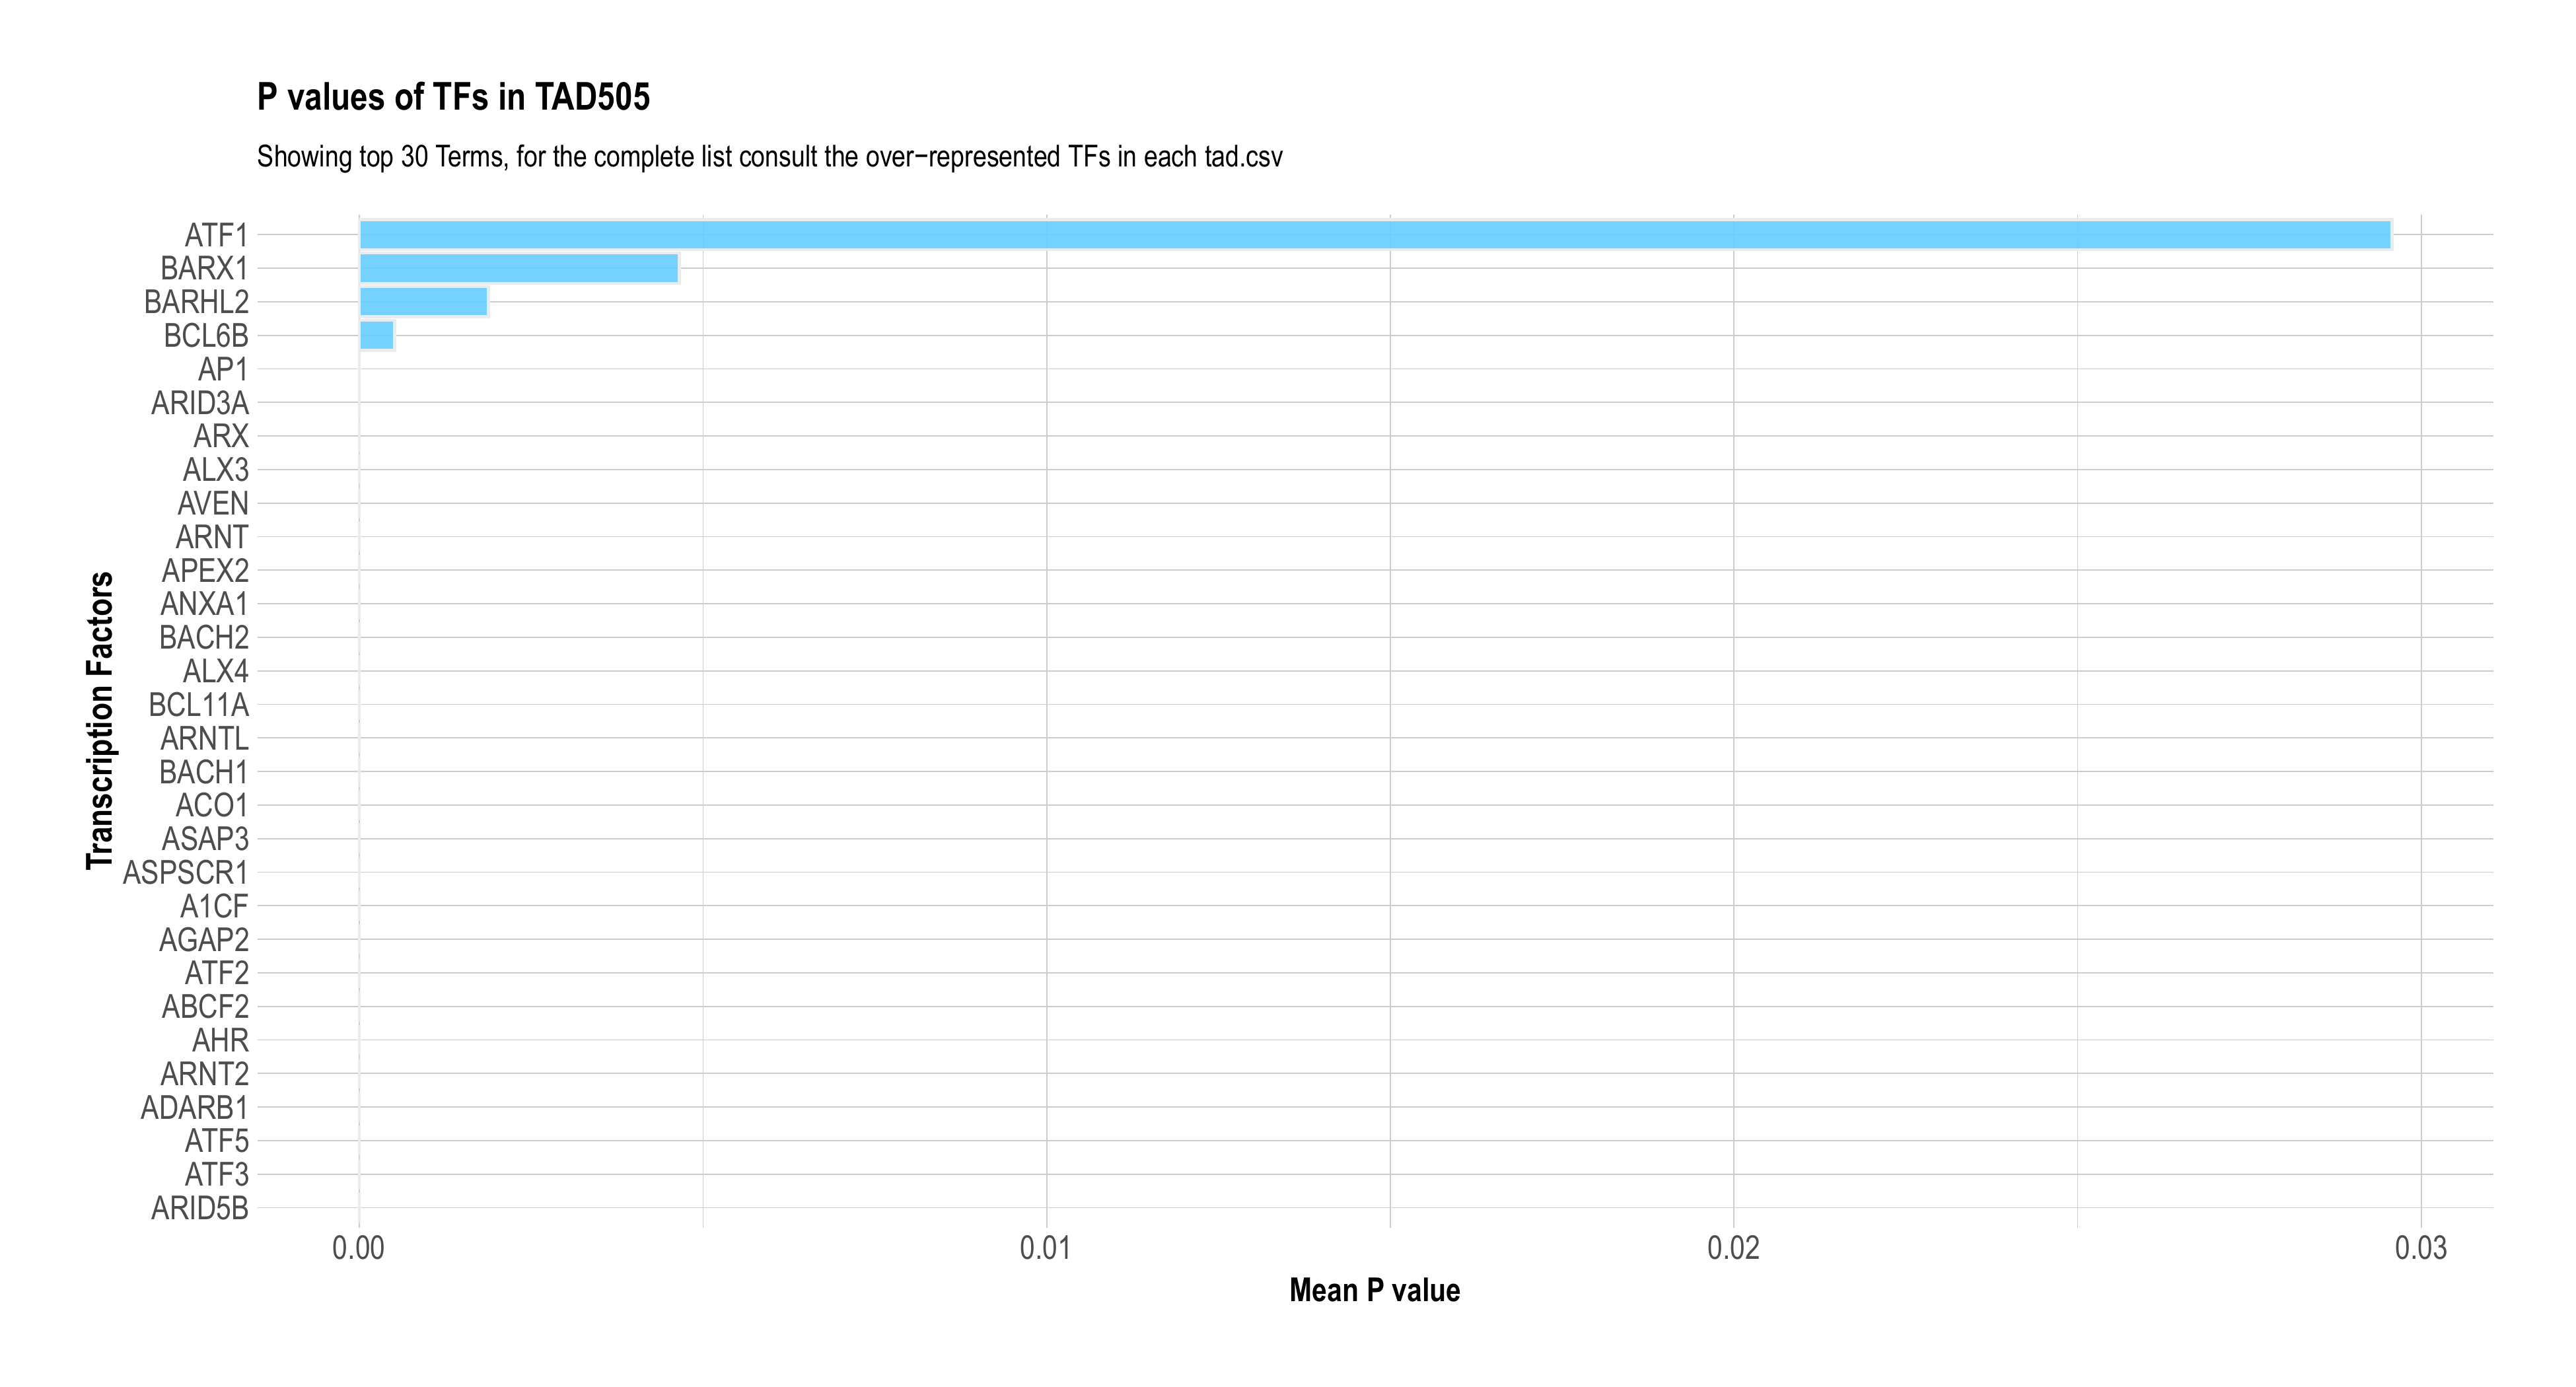 P values of TFs in TAD505
Showing top 30 Terms, for the complete list consult the over−represented TFs in each tad.csv
Transcription Factors
ATF1
BARX1
BARHL2
BCL6B
AP1
ARID3A
ARX
ALX3
AVEN
ARNT
APEX2
ANXA1
BACH2
ALX4
BCL11A
ARNTL
BACH1
ACO1
ASAP3
ASPSCR1
A1CF
AGAP2
ATF2
ABCF2
AHR
ARNT2
ADARB1
ATF5
ATF3
ARID5B
0.00 0.01 0.02 0.03
Mean P value